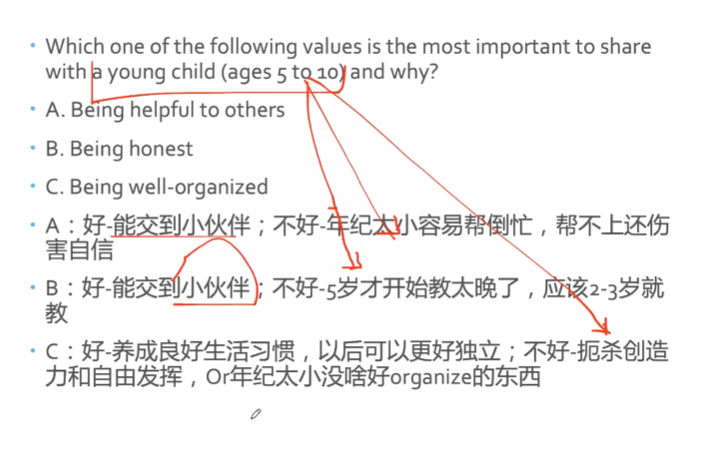 • Which one of the following values is the most important to share
with a young child (ages 5 to 10) and why?
• A. Being helpful to others
• B. Being honest
• C. Being well-organized
• A：好-能交到小伙伴；不好-年纪太小容易帮倒忙，帮不上还伤
害自信
• B：好-能交到小伙伴；不好-5岁才开始教太晚了，应该2-3岁就
教
• C：好-养成良好生活习惯，以后可以更好独立；不好-扼杀创造
力和自由发挥，Or年纪太小没啥好organize的东西